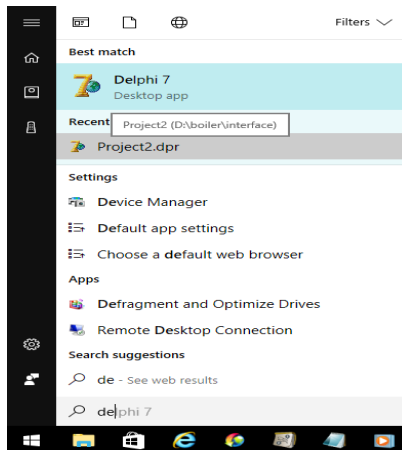 Filters
Best match
Delphi 7
Desktop app
Recent
Project2 (D:\boiler\interface)
Project2.dpr
Settings
Device Manager
Default app settings
Choose a default web browser
Apps
Defragment and Optimize Drives
Remote Desktop Connection
Search suggestions
de - See web results
delphi 7